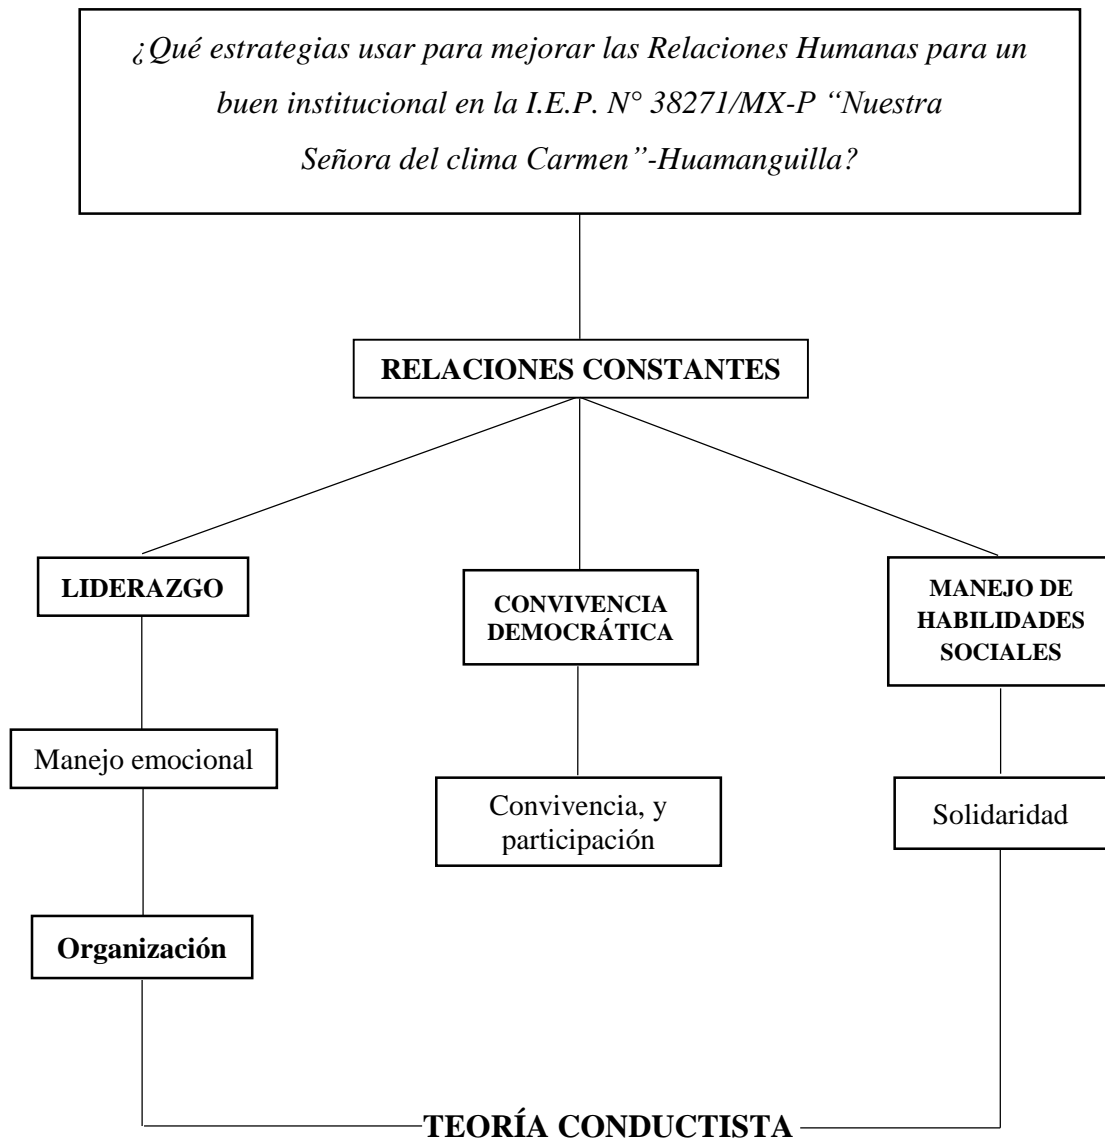 ¿Qué estrategias usar para mejorar las Relaciones Humanas para un
buen institucional en la I.E.P. N° 38271/MX-P “Nuestra
Señora del clima Carmen”-Huamanguilla?
RELACIONES CONSTANTES
LIDERAZGO
CONVIVENCIA
DEMOCRÁTICA
MANEJO DE
HABILIDADES
SOCIALES
Manejo emocional
Convivencia, y
participación
Solidaridad
Organización
TEORÍA CONDUCTISTA